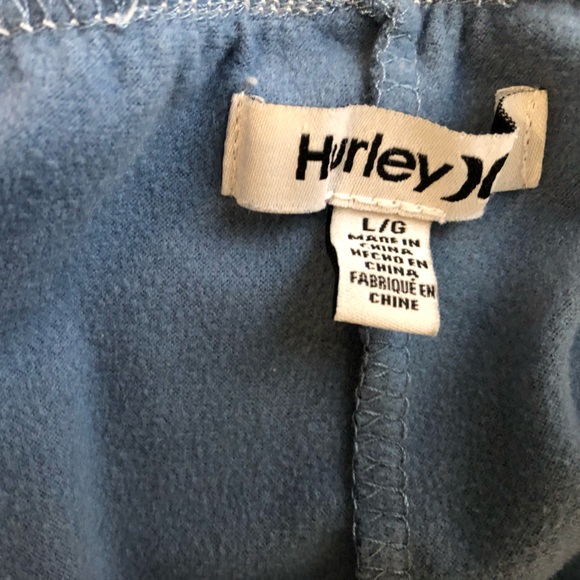 Hurley
L/G
MADE IN
CHINA
HECHO EN
CHINA
FABRIQUÉ EN
CHINE